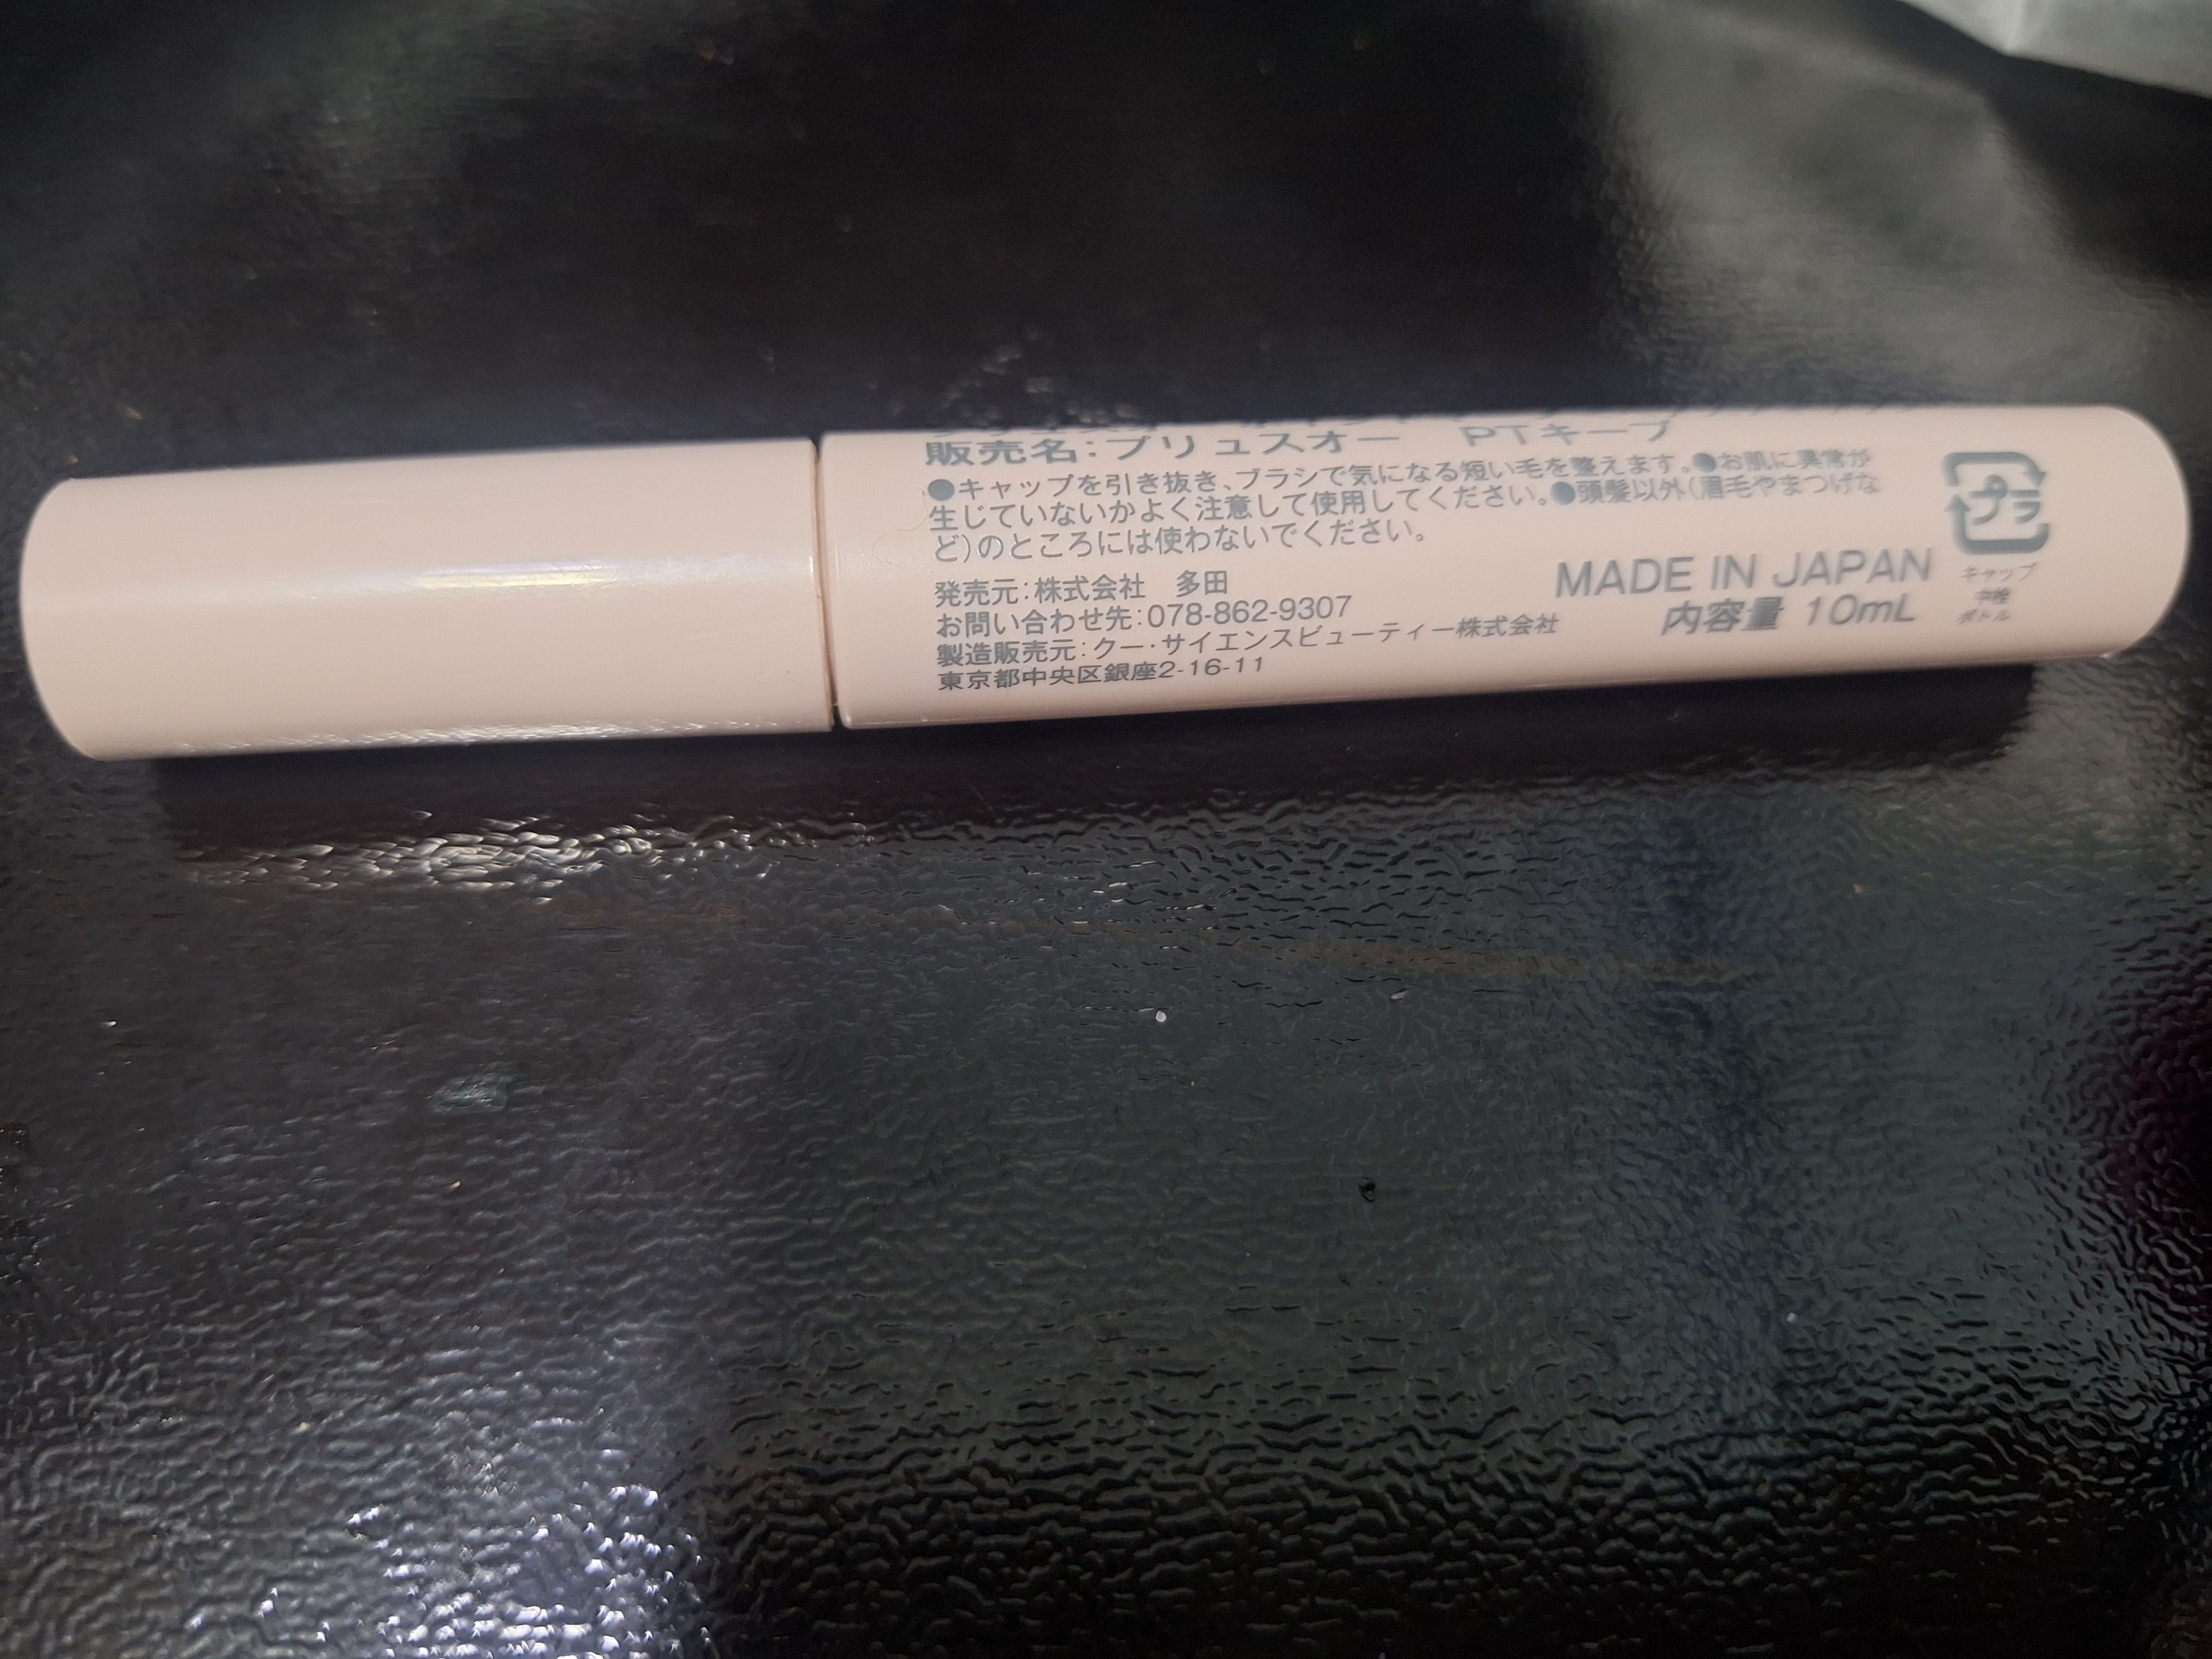 販売名:プリュスオー PTキープ
●キャップを引き抜き、ブラシで気になる短い毛を整えます。●お肌に異常が
生じていないかよく注意して使用してください。●頭髪以外(眉毛やまつげな
ど)のところには使わないでください。
発売元:株式会社 多田
お問い合わせ先:078-862-9307
製造販売元:クー・サイエンスビューティー株式会社
東京都中央区銀座2-16-11
MADE IN JAPAN
内容量 10mL
プラ
キャップ
中栓
ボトル